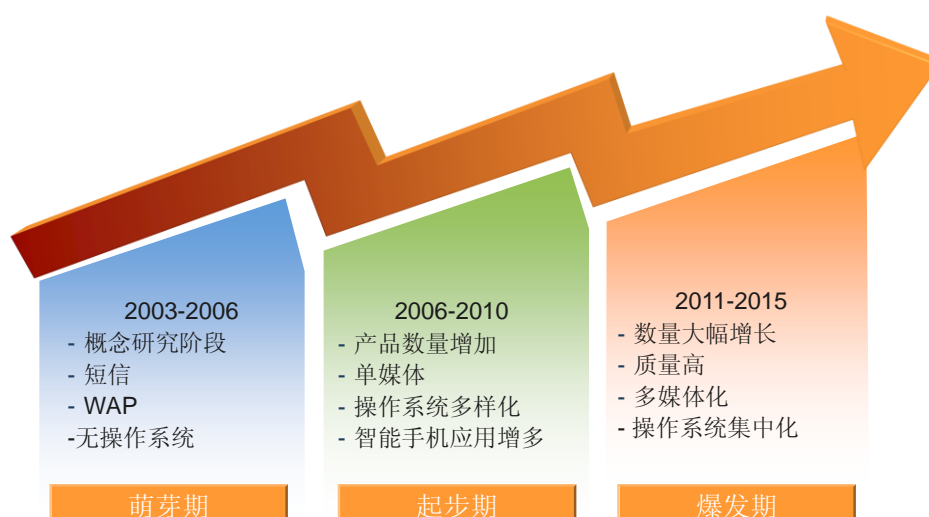 2003-2006
- 概念研究阶段
- 短信
- WAP
-无操作系统
萌芽期
2006-2010
- 产品数量增加
- 单媒体
- 操作系统多样化
- 智能手机应用增多
起步期
2011-2015
- 数量大幅增长
- 质量高
- 多媒体化
- 操作系统集中化
爆发期